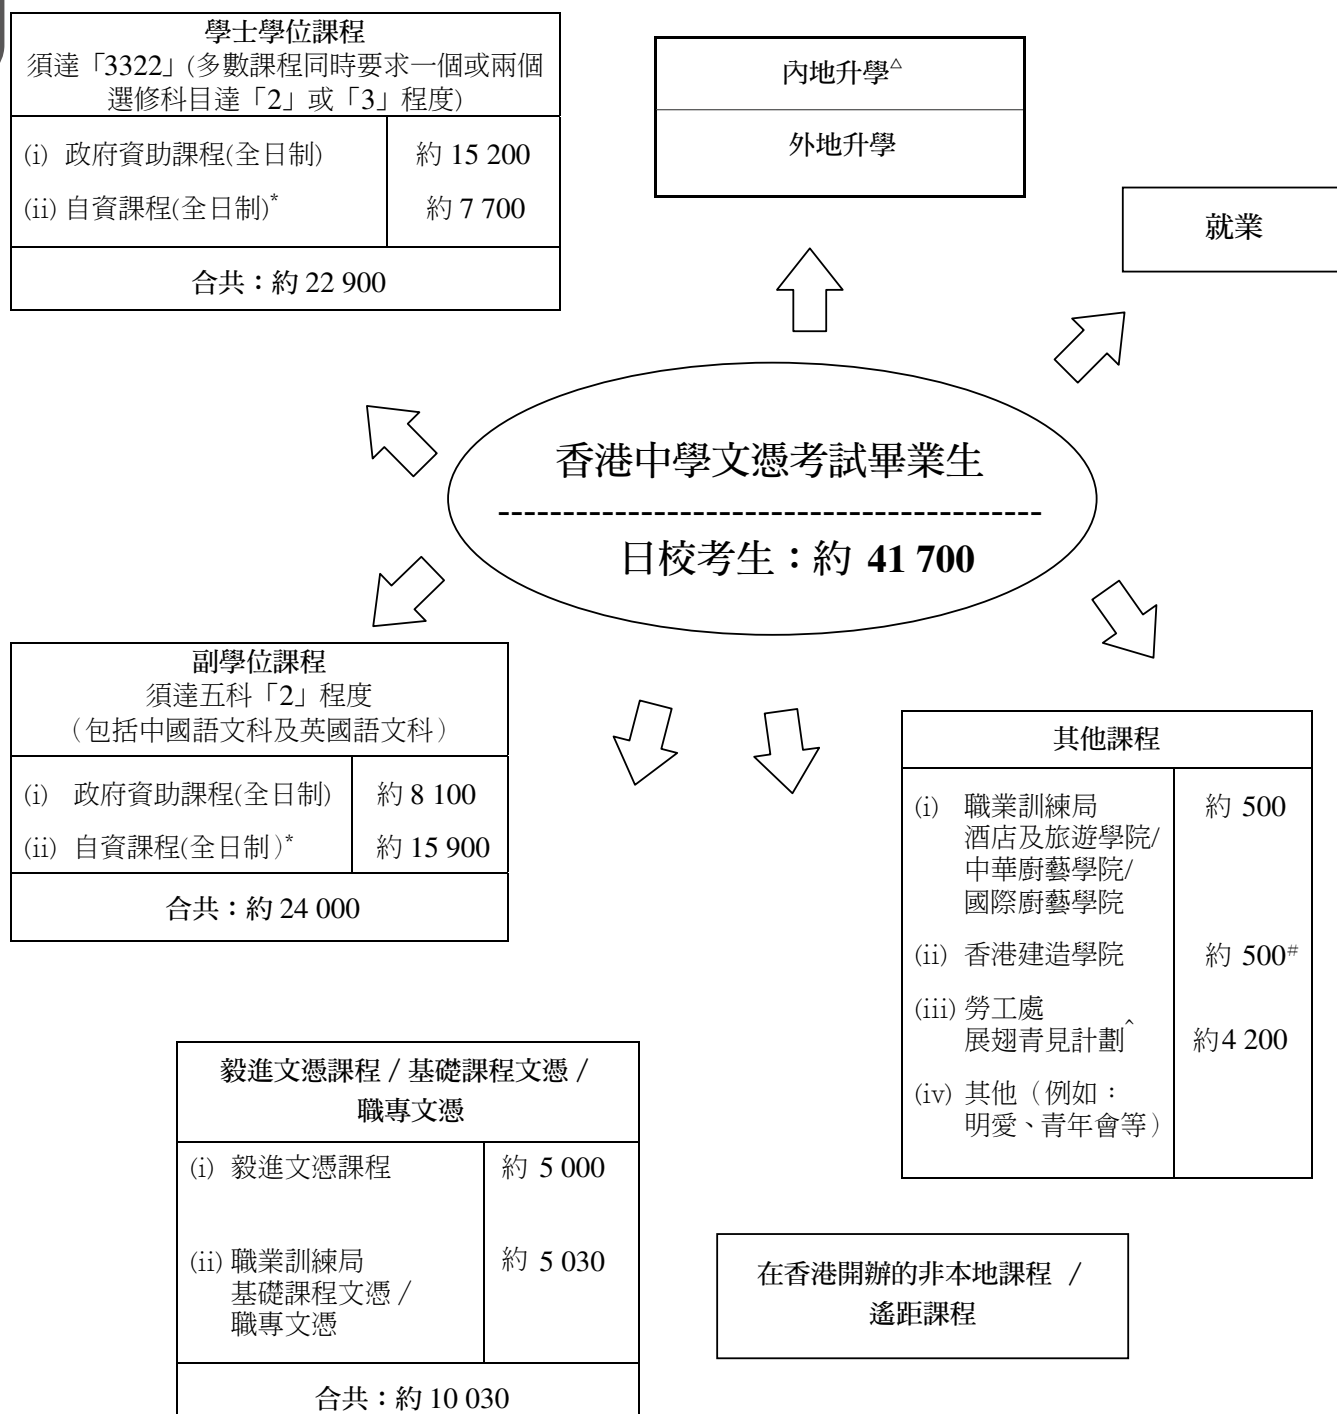 學士學位課程
須達「3322」(多數課程同時要求一個或兩個
選修科目達「2」或「3」程度)
(i) 政府資助課程(全日制) 約 15 200
(ii) 自資課程(全日制)* 約 7 700
合共：約 22 900
內地升學△
外地升學
就業
香港中學文憑考試畢業生
------------------------------------------
日校考生：約 41 700
副學位課程
須達五科「2」程度
（包括中國語文科及英國語文科）
(i) 政府資助課程(全日制) 約 8 100
(ii) 自資課程(全日制)* 約 15 900
合共：約 24 000
其他課程
(i) 職業訓練局 約 500
酒店及旅遊學院/
中華廚藝學院/
國際廚藝學院
(ii) 香港建造學院 約 500#
(iii) 勞工處
展翅青見計劃^ 約4 200
(iv) 其他（例如：
明愛、青年會等）
毅進文憑課程 / 基礎課程文憑 /
職專文憑
(i) 毅進文憑課程 約 5 000
(ii) 職業訓練局 約 5 030
基礎課程文憑 /
職專文憑
合共：約 10 030
在香港開辦的非本地課程 /
遙距課程